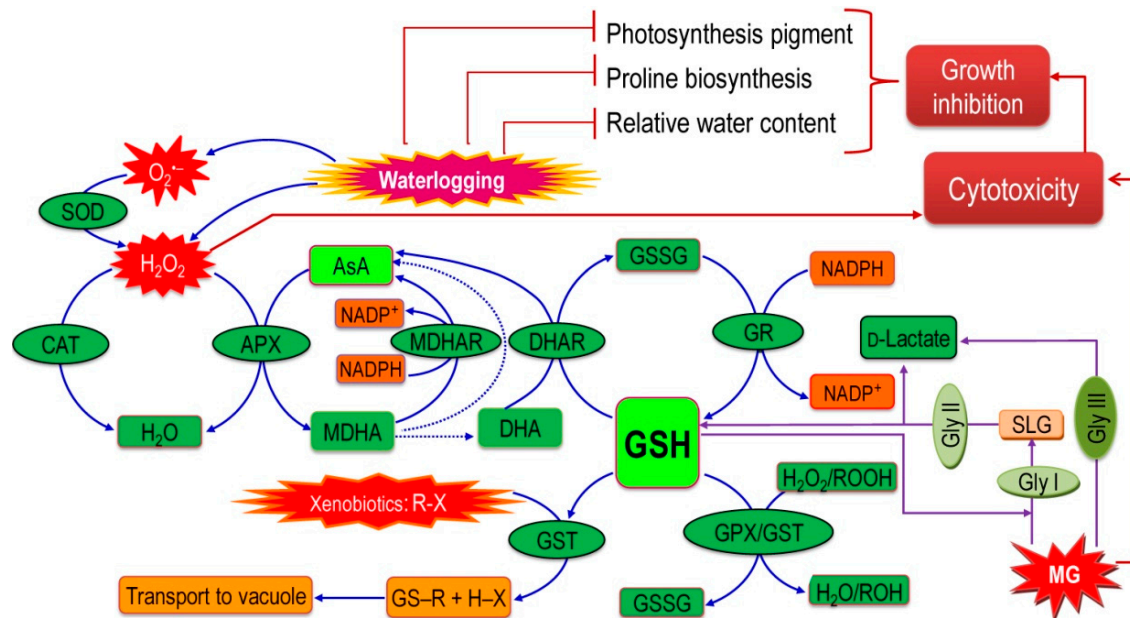 Photosynthesis pigment
Proline biosynthesis
Relative water content
Growth
inhibition
Cytotoxicity
Waterlogging
O₂•−
SOD
H₂O₂
AsA
GSSG
NADPH
NADP⁺
CAT
APX
MDHAR
DHAR
GR
D-Lactate
NADPH
NADP⁺
H₂O
MDHA
DHA
GSH
Gly II
SLG
Gly III
Gly I
Xenobiotics: R-X
H₂O₂/ROOH
GST
GPX/GST
MG
Transport to vacuole
GS–R + H–X
GSSG
H₂O/ROH